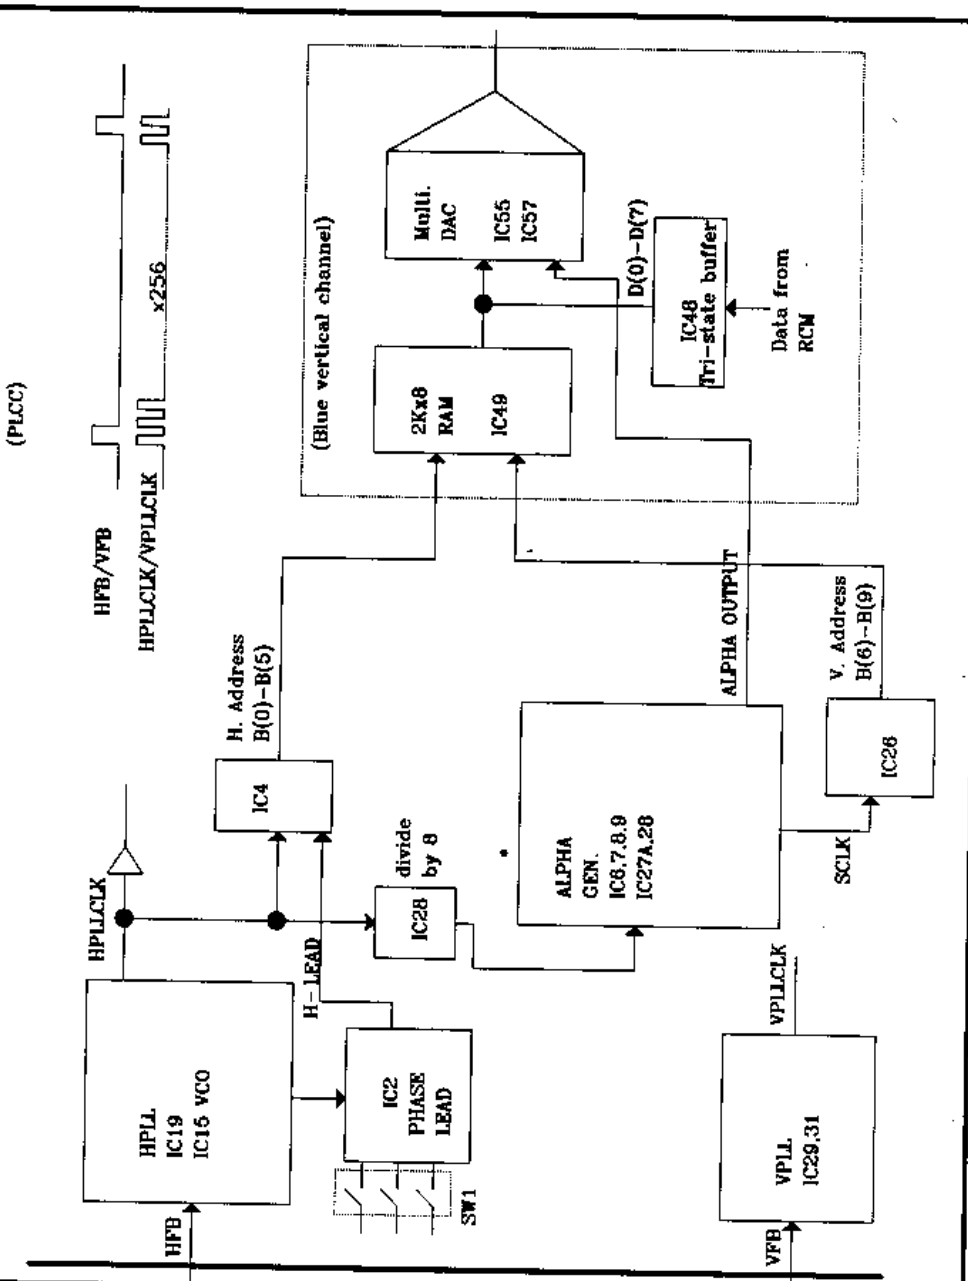 (PLCC)
HFB/VFB
HPLLCLK/VPLLCLK
x256
(Blue vertical channel)
Multi.
DAC
IC55
IC57
D(0)-D(7)
IC48
Tri-state buffer
Data from
RCM
2Kx8
RAM
IC49
H. Address
B(0)-B(5)
IC4
ALPHA OUTPUT
V. Address
B(6)-B(9)
IC26
SCLK
*
ALPHA
GEN.
IC6,7,8,9
IC27A,28
divide
by 8
IC28
HPLLCLK
H-LEAD
HPLL
IC19
IC15 VCO
HFB
IC2
PHASE
LEAD
SW1
VPLLCLK
VPLL
IC29,31
VFB